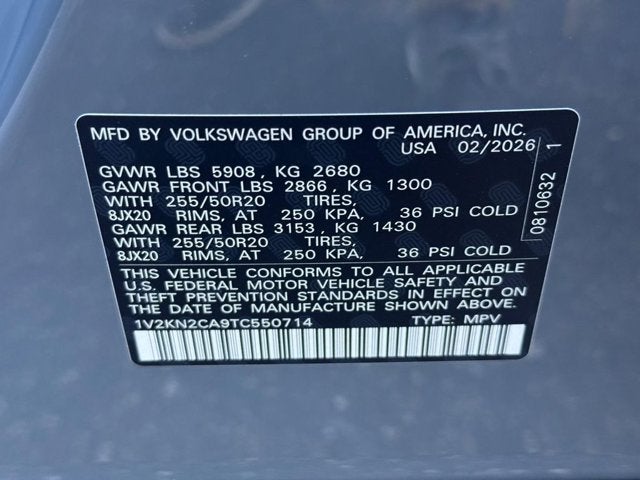 MFD BY VOLKSWAGEN GROUP OF AMERICA, INC.
USA 02/2026
GVWR LBS 5908, KG 2680
GAWR FRONT LBS 2866, KG 1300
WITH 255/50R20 TIRES,
8JX20 RIMS, AT 250 KPA, 36 PSI COLD
GAWR REAR LBS 3153, KG 1430
WITH 255/50R20 TIRES,
8JX20 RIMS, AT 250 KPA, 36 PSI COLD
THIS VEHICLE CONFORMS TO ALL APPLICABLE
U.S. FEDERAL MOTOR VEHICLE SAFETY AND
THEFT PREVENTION STANDARDS IN EFFECT ON
THE DATE OF MANUFACTURE SHOWN ABOVE.
1V2KN2CA9TC550714 TYPE: MPV
0810632 1